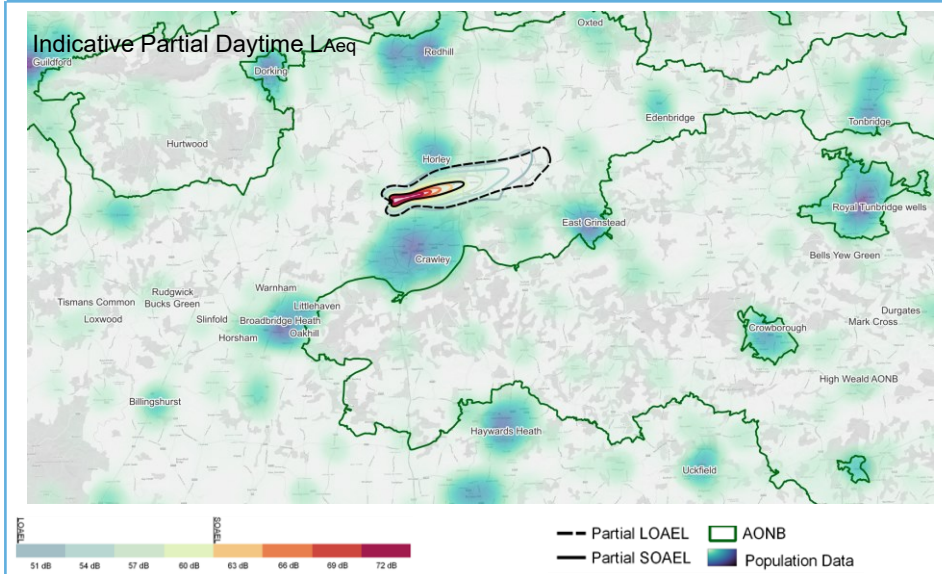 Indicative Partial Daytime LAeq
Oxted
Guildford
Redhill
Dorking
Edenbridge
Tonbridge
Hurtwood
Horley
Royal Tunbridge wells
East Grinstead
Bells Yew Green
Crawley
Warnham
Rudgwick
Tismans Common
Bucks Green
Littlehaven
Loxwood
Slinfold
Broadbridge Heath
Durgates
Mark Cross
Crowborough
Horsham
Oakhill
High Weald AONB
Billingshurst
Haywards Heath
Uckfield
LOAEL
SOAEL
51 dB 54 dB 57 dB 60 dB 63 dB 66 dB 69 dB 72 dB
Partial LOAEL
AONB
Partial SOAEL
Population Data